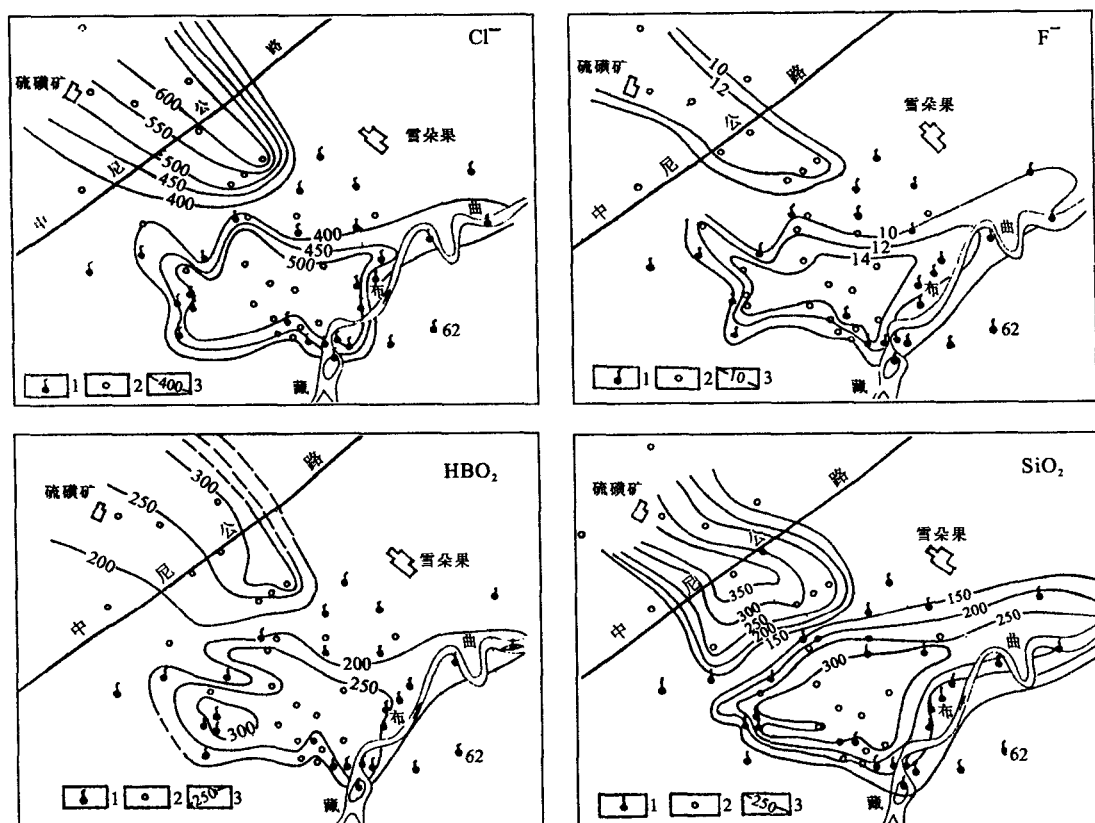 Cl⁻
硫磺矿
雪朵果
中
尼
公
路
600
550
500
450
400
400
450
500
曲
布
藏
62
1
2
400
3
F⁻
硫磺矿
雪朵果
中
尼
公
路
10
12
10
12
14
曲
布
藏
62
1
2
10
3
HBO₂
硫磺矿
雪朵果
中
尼
公
路
300
250
200
200
250
300
曲
布
藏
62
1
2
250
3
SiO₂
硫磺矿
雪朵果
中
尼
公
路
350
300
250
200
150
150
200
250
300
曲
布
藏
62
1
2
250
3